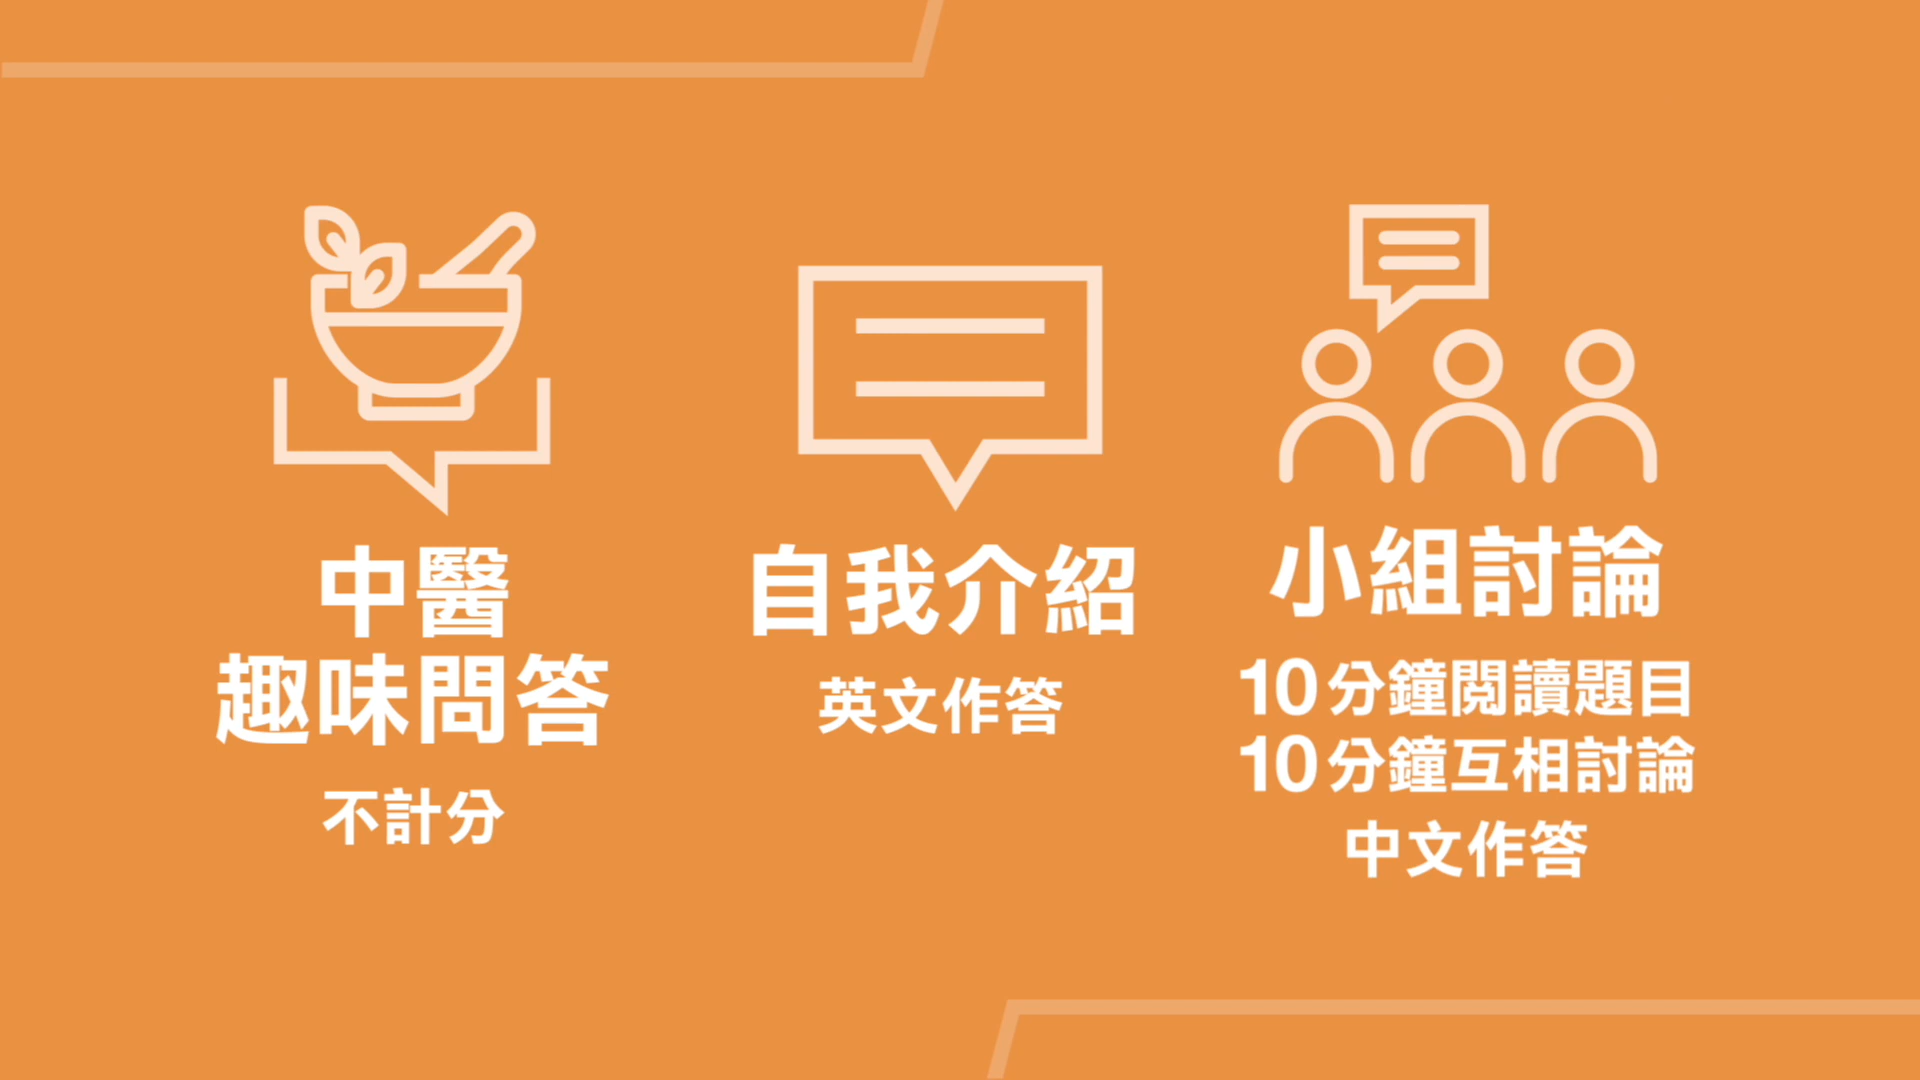 中醫
趣味問答
不計分
自我介紹
英文作答
小組討論
10分鐘閱讀題目
10分鐘互相討論
中文作答